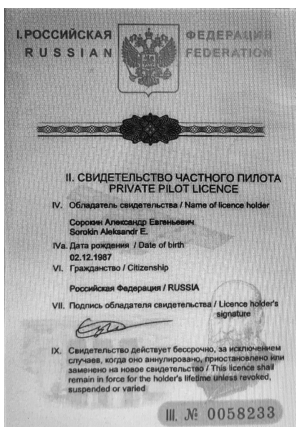 I. РОССИЙСКАЯ ФЕДЕРАЦИЯ
RUSSIAN FEDERATION
II. СВИДЕТЕЛЬСТВО ЧАСТНОГО ПИЛОТА
PRIVATE PILOT LICENCE
IV. Обладатель свидетельства / Name of licence holder
Сорокин Александр Евгеньевич
Sorokin Aleksandr E.
IVa. Дата рождения / Date of birth
02.12.1987
VI. Гражданство / Citizenship
Российская Федерация / RUSSIA
VII. Подпись обладателя свидетельства / Licence holder's
signature
IX. Свидетельство действует бессрочно, за исключением
случаев, когда оно аннулировано, приостановлено или
заменено на новое свидетельство / This licence shall
remain in force for the holder's lifetime unless revoked,
suspended or varied
III. № 0058233